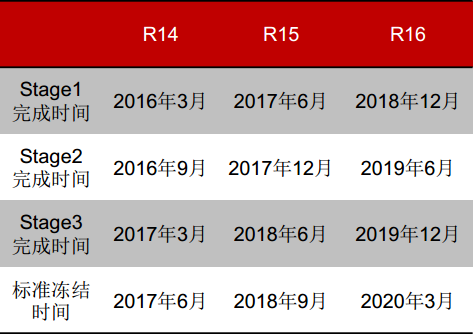 R14 R15 R16
Stage1
完成时间 2016年3月 2017年6月 2018年12月
Stage2
完成时间 2016年9月 2017年12月 2019年6月
Stage3
完成时间 2017年3月 2018年6月 2019年12月
标准冻结
时间 2017年6月 2018年9月 2020年3月